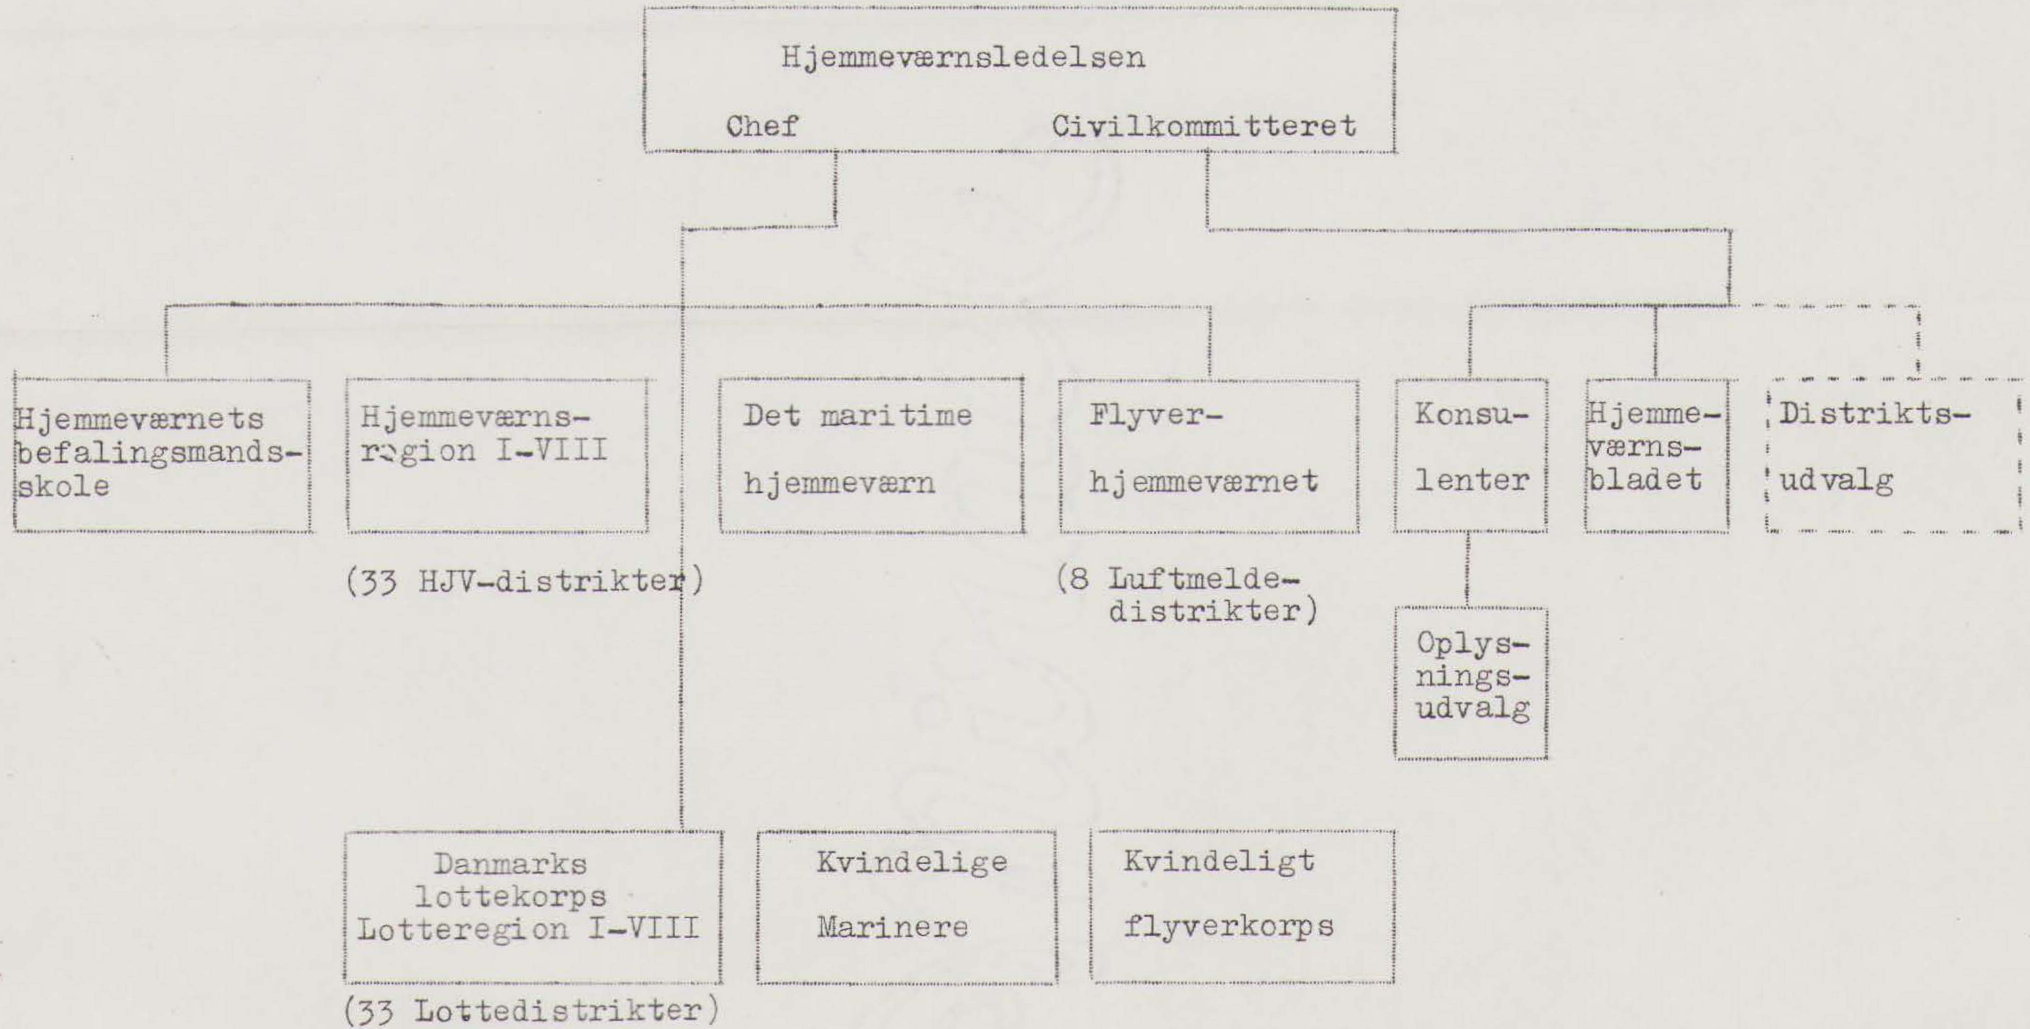 Hjemmeværnsledelsen
Chef
Civilkommitteret
Hjemmeværnets
befalingsmands-
skole
Hjemmeværns-
region I-VIII
(33 HJV-distrikter)
Det maritime
hjemmeværn
Flyver-
hjemmeværnet
(8 Luftmelde-
distrikter)
Konsu-
lenter
Hjemme-
værns-
bladet
Distrikts-
udvalg
Oplys-
nings-
udvalg
Danmarks
lottekorps
Lotteregion I-VIII
(33 Lottedistrikter)
Kvindelige
Marinere
Kvindeligt
flyverkorps